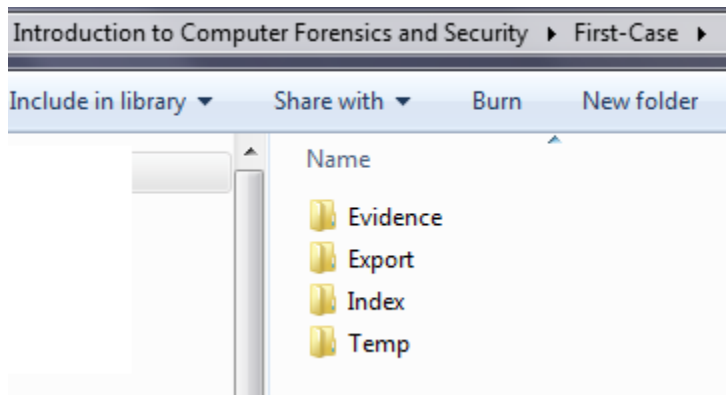 Introduction to Computer Forensics and Security ▸ First-Case ▸
Include in library ▾ Share with ▾ Burn New folder
Name
Evidence
Export
Index
Temp